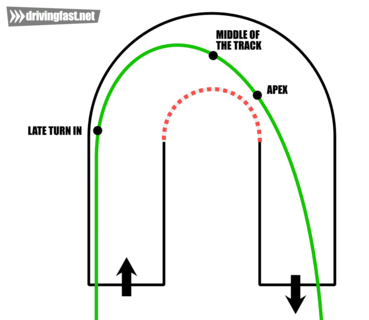 drivingfast.net
MIDDLE OF
THE TRACK
APEX
LATE TURN IN